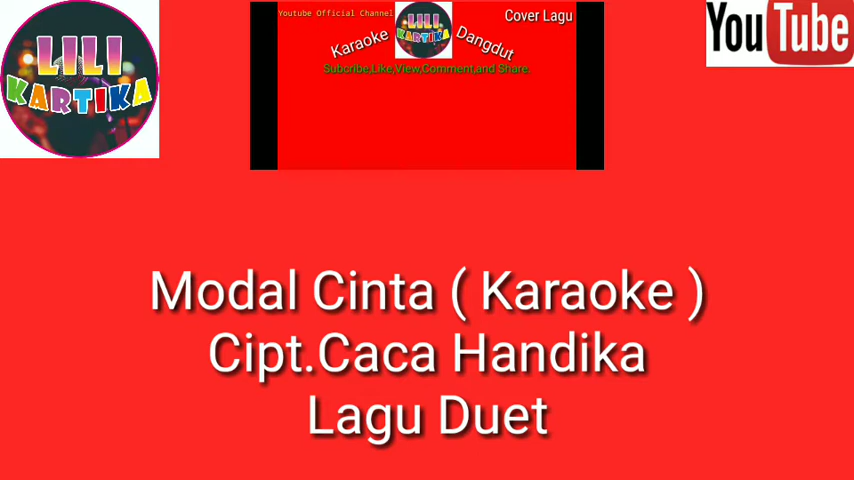 LILI
KARTIKA
Youtube Official Channel
Cover Lagu
Karaoke
LILI
KARTIKA
Dangdut
Subcribe,Like,View,Comment,and Share
YouTube
Modal Cinta ( Karaoke )
Cipt.Caca Handika
Lagu Duet